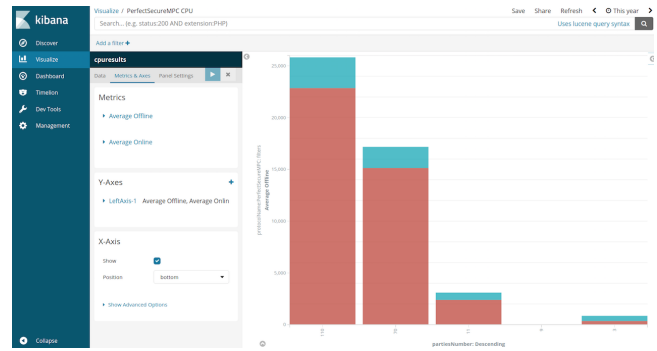 kibana
Discover
Visualize
Dashboard
Timelion
Dev Tools
Management
Collapse
Visualize / PerfectSecureMPC CPU
Save Share Refresh This year
Search... (e.g. status:200 AND extension:PHP)
Uses lucene query syntax
Add a filter +
cpuresults
Data Metrics & Axes Panel Settings
Metrics
Average Offline
Average Online
Y-Axes
LeftAxis-1 Average Offline, Average Onlin
X-Axis
Show
Position bottom
Show Advanced Options
protocolName:PerfectSecureMPC: filters
Average Offline
25,000
20,000
15,000
10,000
5,000
0
partiesNumber: Descending